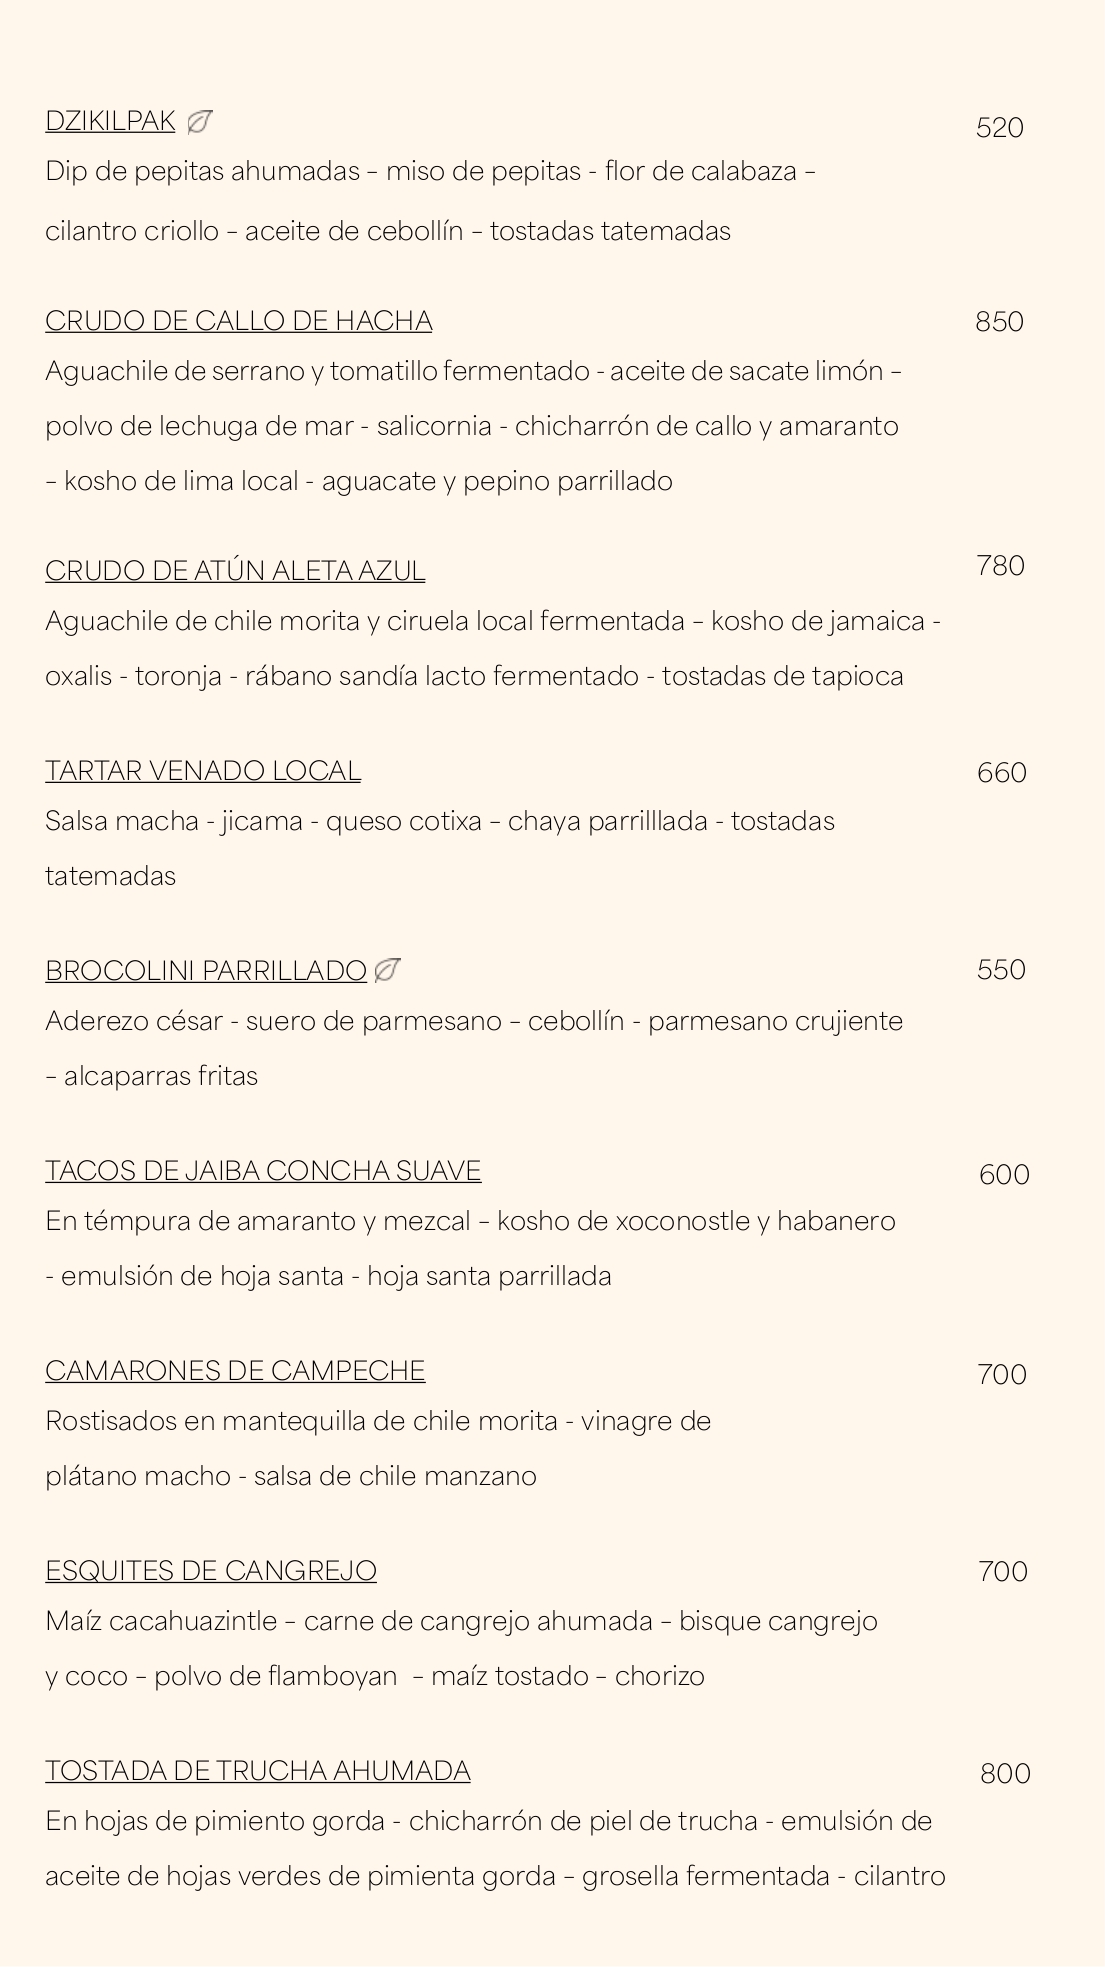 DZIKILPAK 520
Dip de pepitas ahumadas – miso de pepitas - flor de calabaza –
cilantro criollo – aceite de cebollín – tostadas tatemadas
CRUDO DE CALLO DE HACHA 850
Aguachile de serrano y tomatillo fermentado - aceite de sacate limón –
polvo de lechuga de mar - salicornia - chicharrón de callo y amaranto
– kosho de lima local - aguacate y pepino parrillado
CRUDO DE ATÚN ALETA AZUL 780
Aguachile de chile morita y ciruela local fermentada – kosho de jamaica -
oxalis - toronja - rábano sandía lacto fermentado - tostadas de tapioca
TARTAR VENADO LOCAL 660
Salsa macha - jicama - queso cotixa – chaya parrilllada - tostadas
tatemadas
BROCOLINI PARRILLADO 550
Aderezo césar - suero de parmesano – cebollín - parmesano crujiente
– alcaparras fritas
TACOS DE JAIBA CONCHA SUAVE 600
En témpura de amaranto y mezcal – kosho de xoconostle y habanero
- emulsión de hoja santa - hoja santa parrillada
CAMARONES DE CAMPECHE 700
Rostisados en mantequilla de chile morita - vinagre de
plátano macho - salsa de chile manzano
ESQUITES DE CANGREJO 700
Maíz cacahuazintle – carne de cangrejo ahumada – bisque cangrejo
y coco – polvo de flamboyan – maíz tostado – chorizo
TOSTADA DE TRUCHA AHUMADA 800
En hojas de pimiento gorda - chicharrón de piel de trucha - emulsión de
aceite de hojas verdes de pimienta gorda – grosella fermentada - cilantro